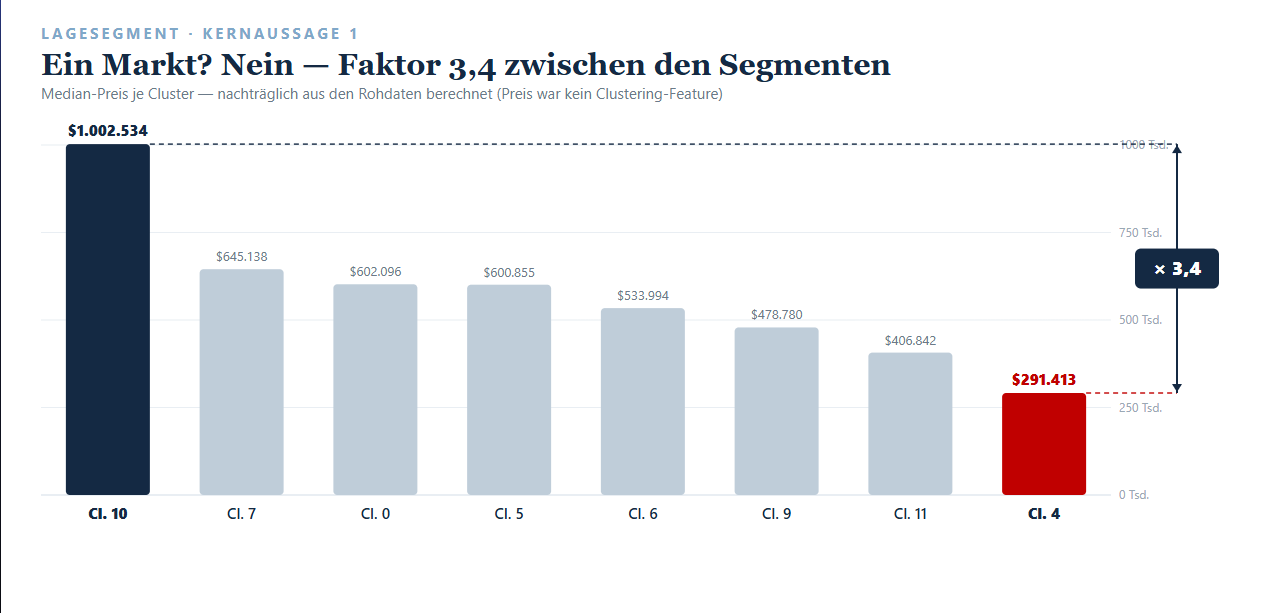 LAGESEGMENT · KERNAUSSAGE 1
Ein Markt? Nein — Faktor 3,4 zwischen den Segmenten
Median-Preis je Cluster — nachträglich aus den Rohdaten berechnet (Preis war kein Clustering-Feature)
$1.002.534
1000 Tsd.
750 Tsd.
$645.138
$602.096
$600.855
× 3,4
$533.994
$478.780
500 Tsd.
$406.842
$291.413
250 Tsd.
0 Tsd.
Cl. 10
Cl. 7
Cl. 0
Cl. 5
Cl. 6
Cl. 9
Cl. 11
Cl. 4